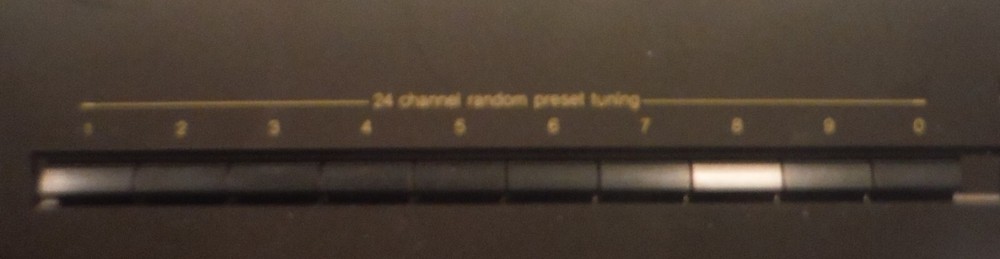 24 channel random preset tuning
1 2 3 4 5 6 7 8 9 0